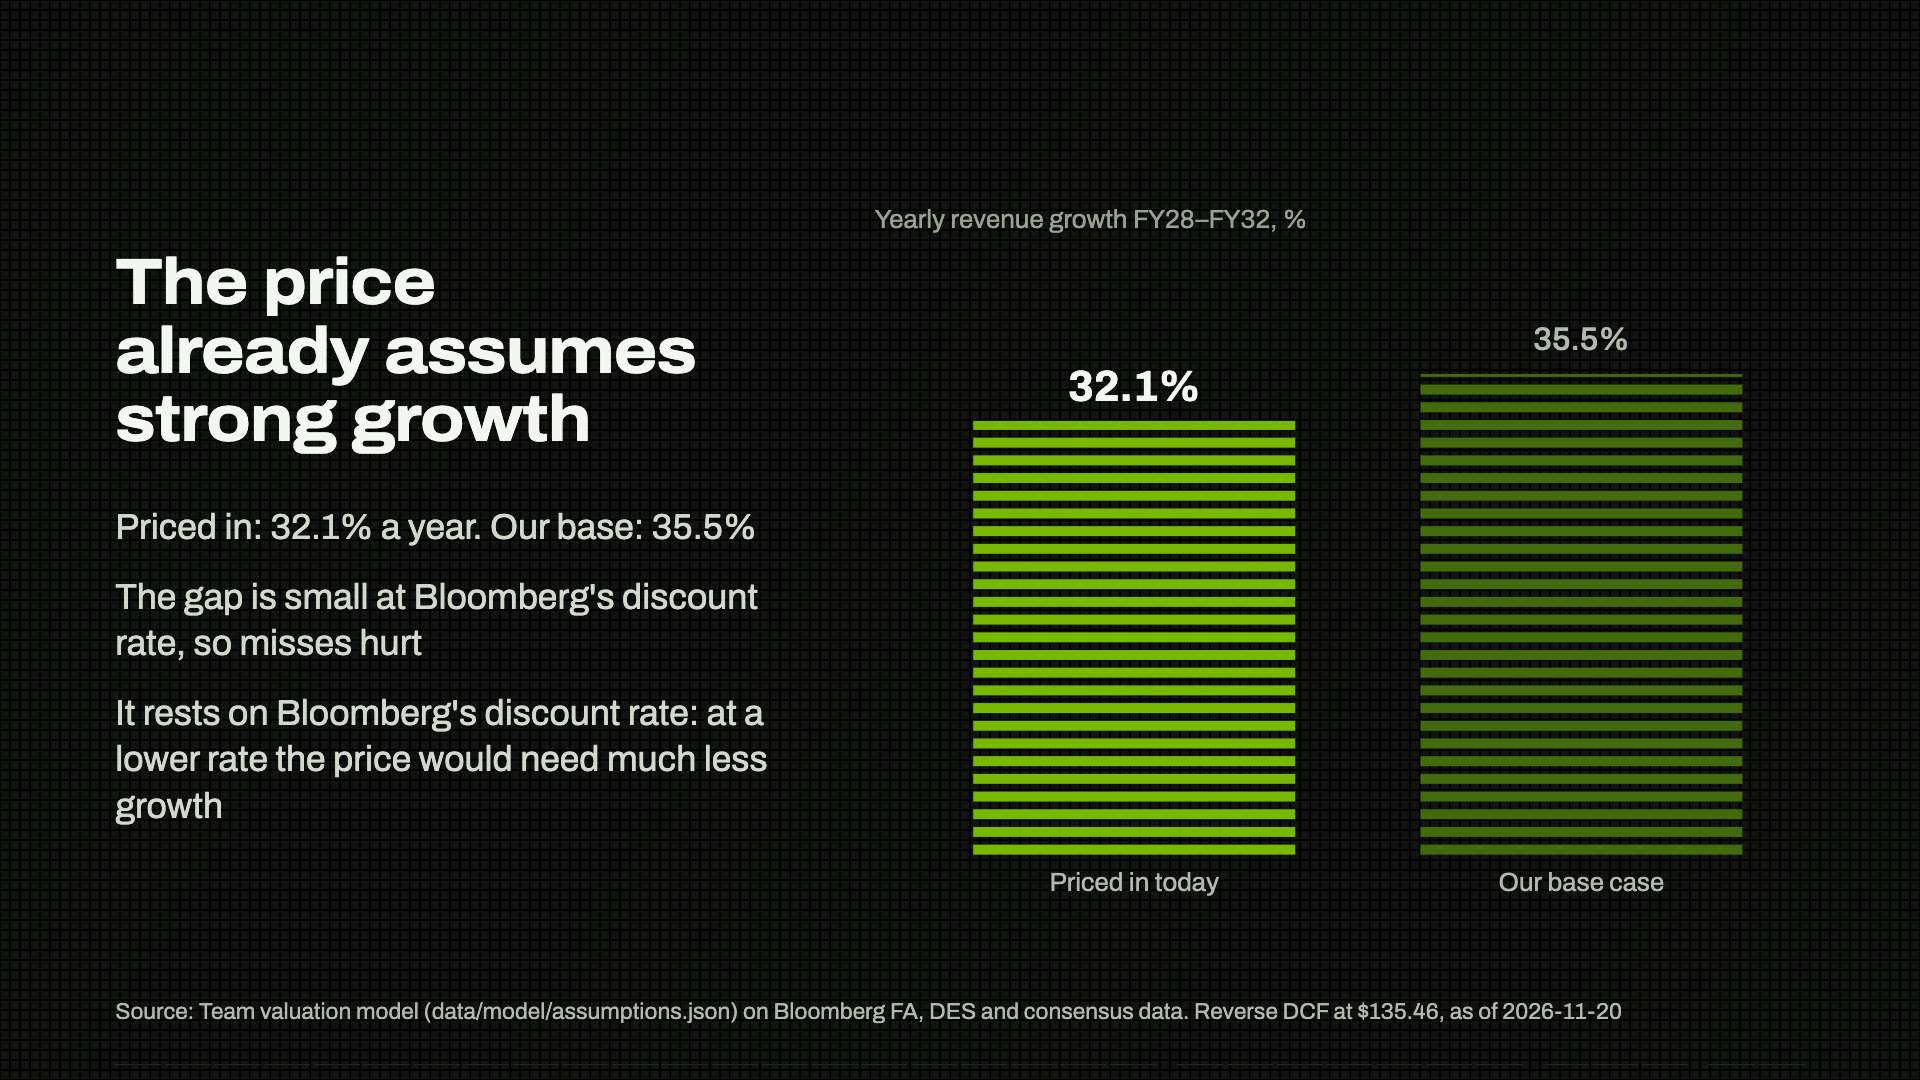 The price
already assumes
strong growth
Priced in: 32.1% a year. Our base: 35.5%
The gap is small at Bloomberg's discount
rate, so misses hurt
It rests on Bloomberg's discount rate: at a
lower rate the price would need much less
growth
Yearly revenue growth FY28–FY32, %
32.1%
35.5%
Priced in today
Our base case
Source: Team valuation model (data/model/assumptions.json) on Bloomberg FA, DES and consensus data. Reverse DCF at $135.46, as of 2026-11-20